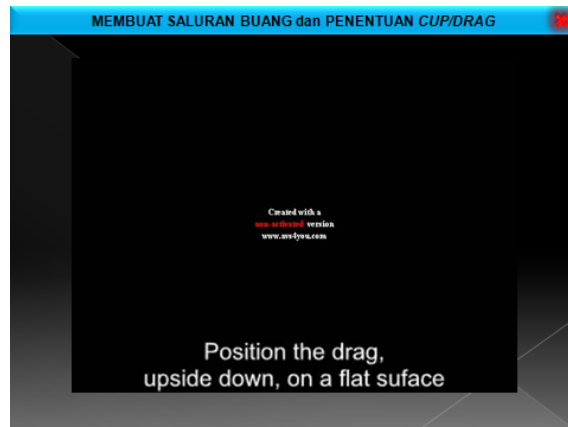 MEMBUAT SALURAN BUANG dan PENENTUAN CUP/DRAG
Created with a
non-activated version
www.avs4you.com
Position the drag,
upside down, on a flat suface